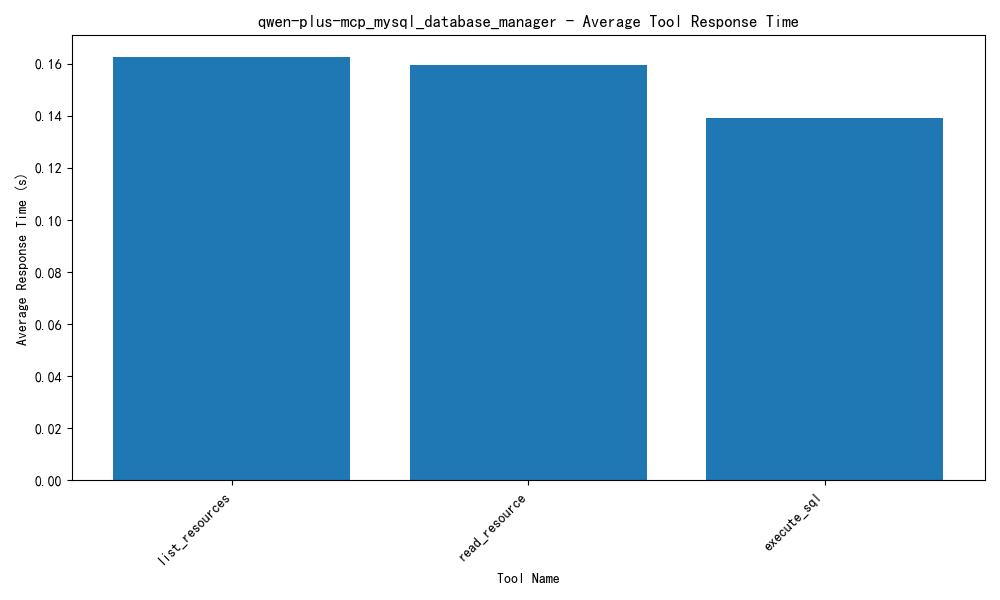 qwen-plus-mcp_mysql_database_manager - Average Tool Response Time
Average Response Time (s)
0.16
0.14
0.12
0.10
0.08
0.06
0.04
0.02
0.00
list_resources
read_resource
execute_sql
Tool Name